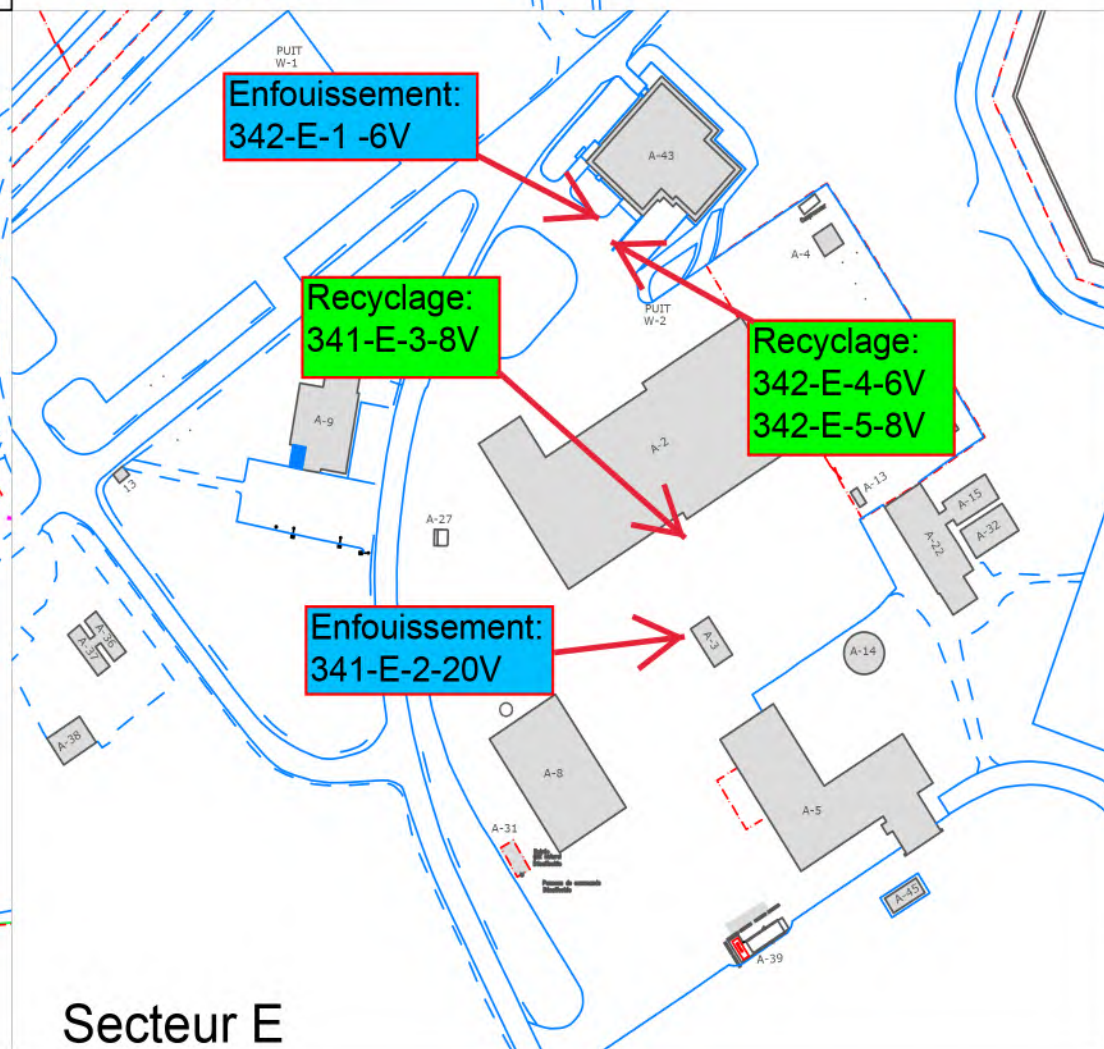 PUIT
W-1
Enfouissement:
342-E-1 -6V
A-43
A-4
Recyclage:
341-E-3-8V
PUIT
W-2
Recyclage:
342-E-4-6V
342-E-5-8V
A-9
A-2
13
A-27
A-13
A-15
A-32
A-22
A-36
A-37
A-38
Enfouissement:
341-E-2-20V
A-3
A-14
A-8
A-5
A-31
A-45
A-39
Secteur E